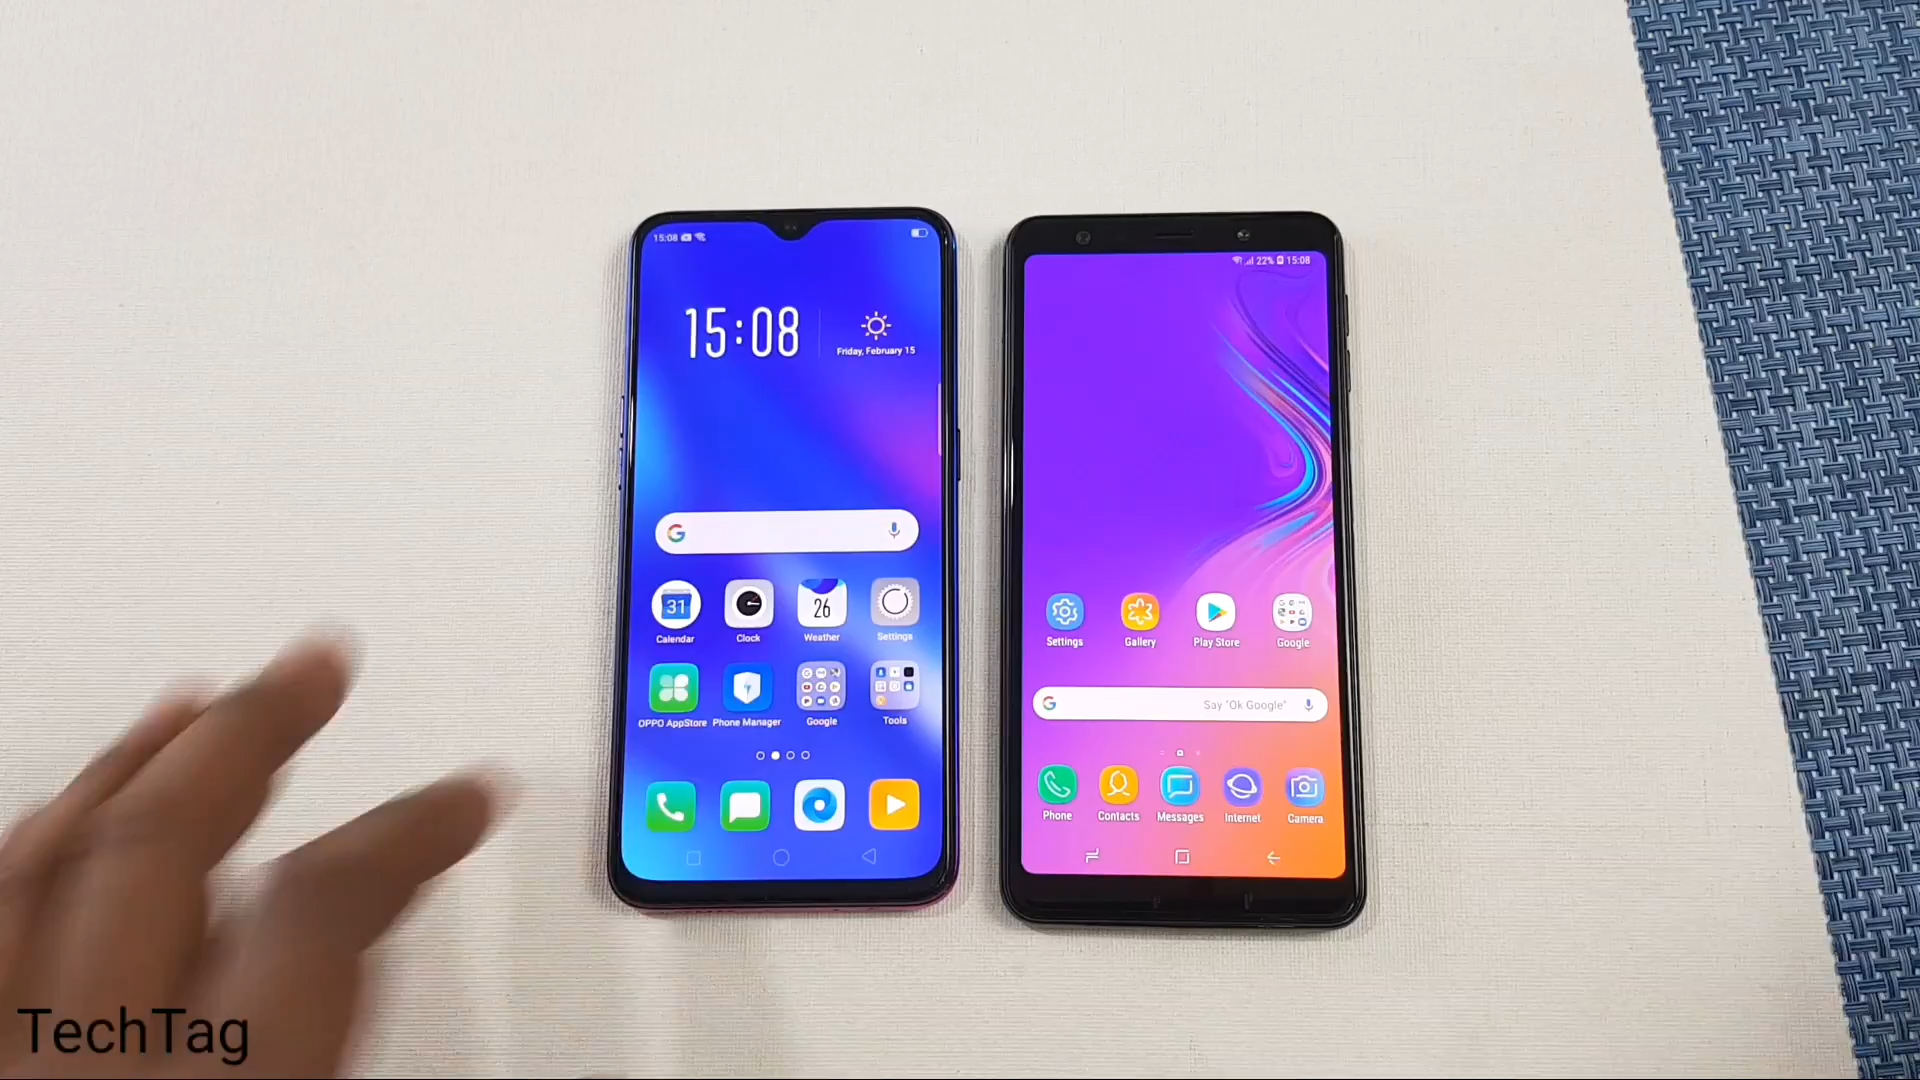 15:08
15:08
Friday, February 15
26
31
Calendar
Clock
Weather
Settings
OPPO AppStore
Phone Manager
Google
Tools
22% 15:08
Settings
Gallery
Play Store
Google
Say "Ok Google"
Phone
Contacts
Messages
Internet
Camera
TechTag